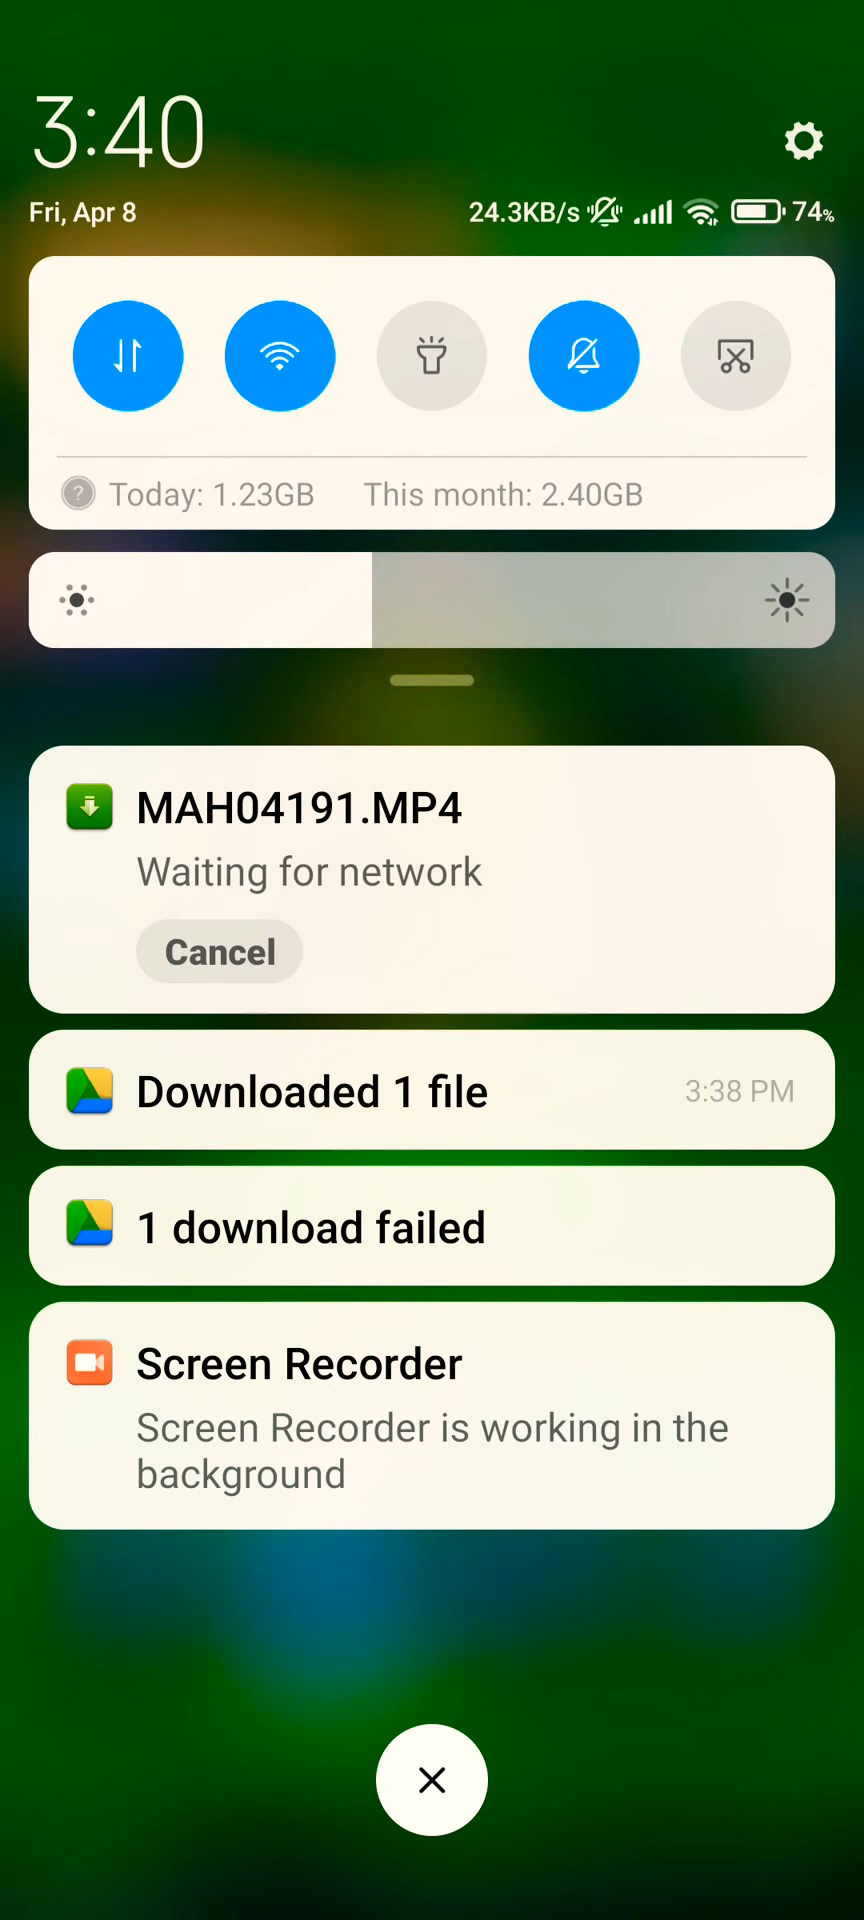 3:40
Fri, Apr 8 24.3KB/s 74%
? Today: 1.23GB This month: 2.40GB
MAH04191.MP4
Waiting for network
Cancel
Downloaded 1 file 3:38 PM
1 download failed
Screen Recorder
Screen Recorder is working in the
background